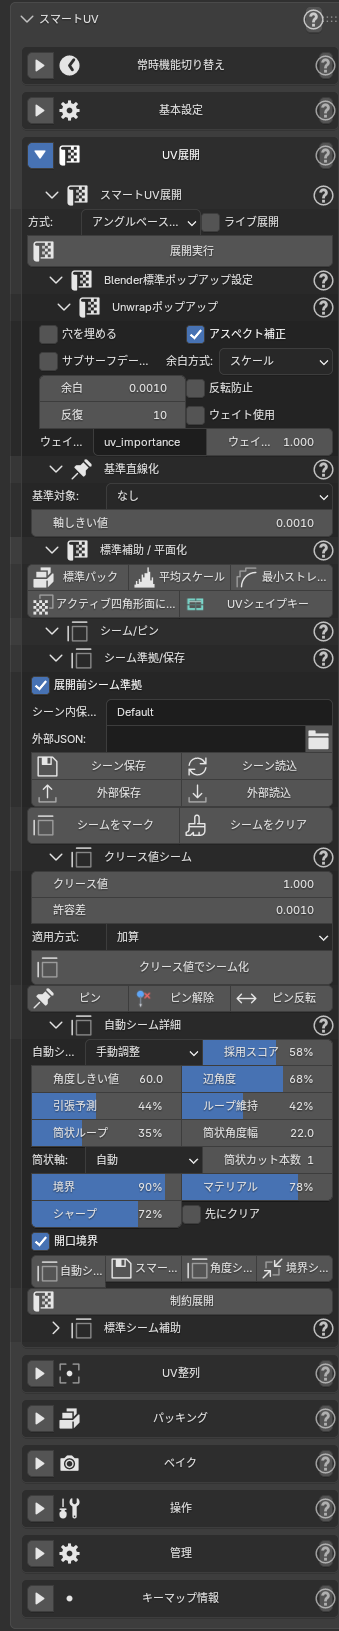 スマートUV
常時機能切り替え
基本設定
UV展開
スマートUV展開
方式: アングルベース... ライブ展開
展開実行
Blender標準ポップアップ設定
Unwrapポップアップ
穴を埋める アスペクト補正
サブサーフデー... 余白方式: スケール
余白 0.0010 反転防止
反復 10 ウェイト使用
ウェイ... uv_importance ウェイ... 1.000
基準直線化
基準対象: なし
軸しきい値 0.0010
標準補助 / 平面化
標準パック 平均スケール 最小ストレ...
アクティブ四角形面に... UVシェイプキー
シーム/ピン
シーム準拠/保存
展開前シーム準拠
シーン内保... Default
外部JSON:
シーン保存 シーン読込
外部保存 外部読込
シームをマーク シームをクリア
クリース値シーム
クリース値 1.000
許容差 0.0010
適用方式: 加算
クリース値でシーム化
ピン ピン解除 ピン反転
自動シーム詳細
自動シ... 手動調整 採用スコア 58%
角度しきい値 60.0 辺角度 68%
引張予測 44% ループ維持 42%
筒状ループ 35% 筒状角度幅 22.0
筒状軸: 自動 筒状カット本数 1
境界 90% マテリアル 78%
シャープ 72% 先にクリア
開口境界
自動シ... スマー... 角度シ... 境界シ...
制約展開
標準シーム補助
UV整列
パッキング
ベイク
操作
管理
キーマップ情報